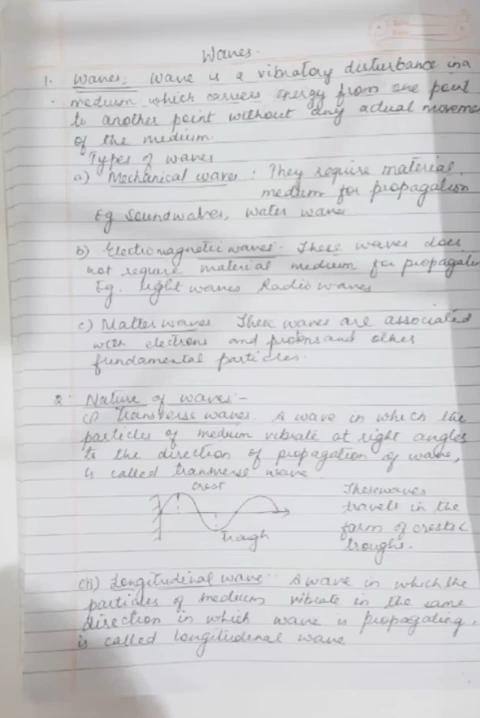 Waves.
1. Waves. Wave is a vibratory disturbance in a
medium which carries energy from one point
to another point without any actual movemen
of the medium.
Types of waves
a) Mechanical waves: They require material
medium for propagation
Eg Soundwaves, water wave
b) Electromagnetic waves. These waves does
not require material medium for propagati
Eg. light waves Radio waves
c) Matter waves These waves are associated
with electrons and protons and other
fundamental particles.
2. Nature of waves:-
(i) Transverse waves. A wave in which the
particles of medium vibrate at right angles
to the direction of propagation of wave,
is called transverse wave
crest
trough
These waves
travels in the
form of crests &
troughs.
(ii) Longitudinal wave:- A wave in which the
particles of medium vibrate in the same
direction in which wave is propagating,
is called longitudinal wave